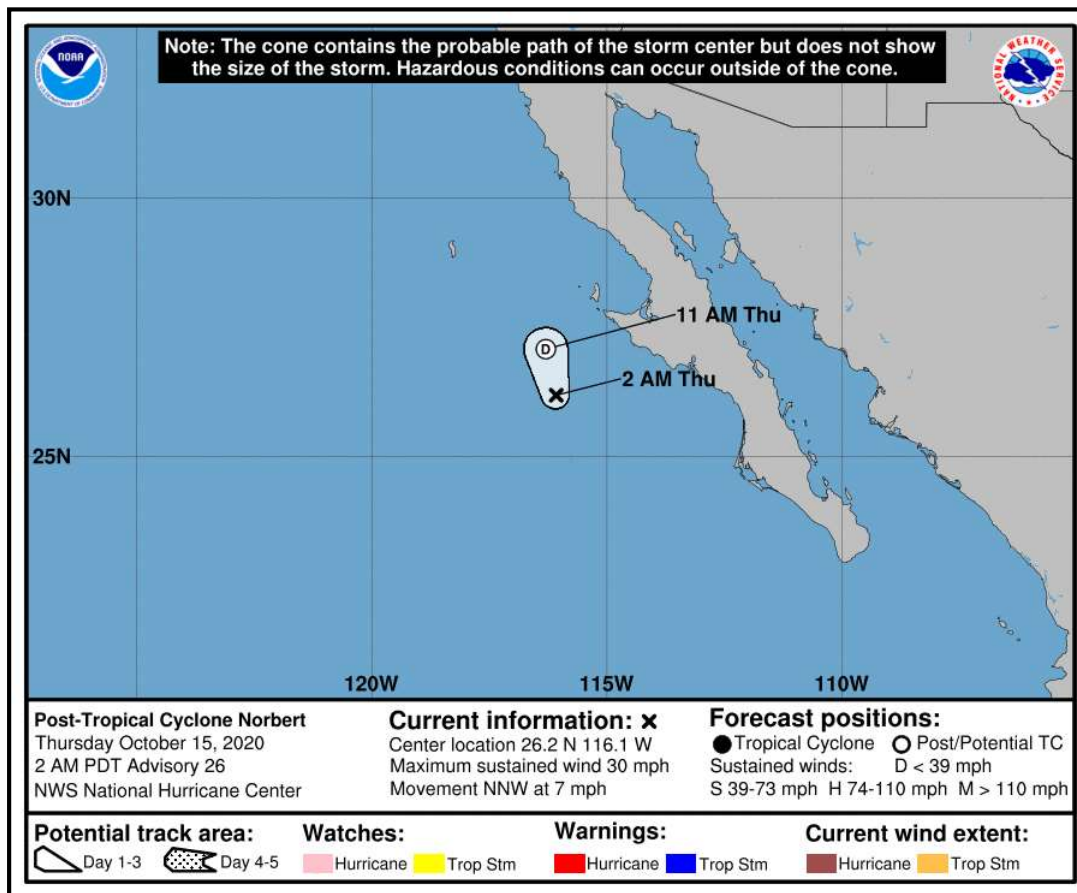 Note: The cone contains the probable path of the storm center but does not show
the size of the storm. Hazardous conditions can occur outside of the cone.
NOAA
NATIONAL WEATHER SERVICE
30N
11 AM Thu
D
2 AM Thu
25N
120W 115W 110W
Post-Tropical Cyclone Norbert
Thursday October 15, 2020
2 AM PDT Advisory 26
NWS National Hurricane Center
Current information: ×
Center location 26.2 N 116.1 W
Maximum sustained wind 30 mph
Movement NNW at 7 mph
Forecast positions:
Tropical Cyclone Post/Potential TC
Sustained winds: D < 39 mph
S 39-73 mph H 74-110 mph M > 110 mph
Potential track area:
Day 1-3 Day 4-5
Watches:
Hurricane Trop Stm
Warnings:
Hurricane Trop Stm
Current wind extent:
Hurricane Trop Stm